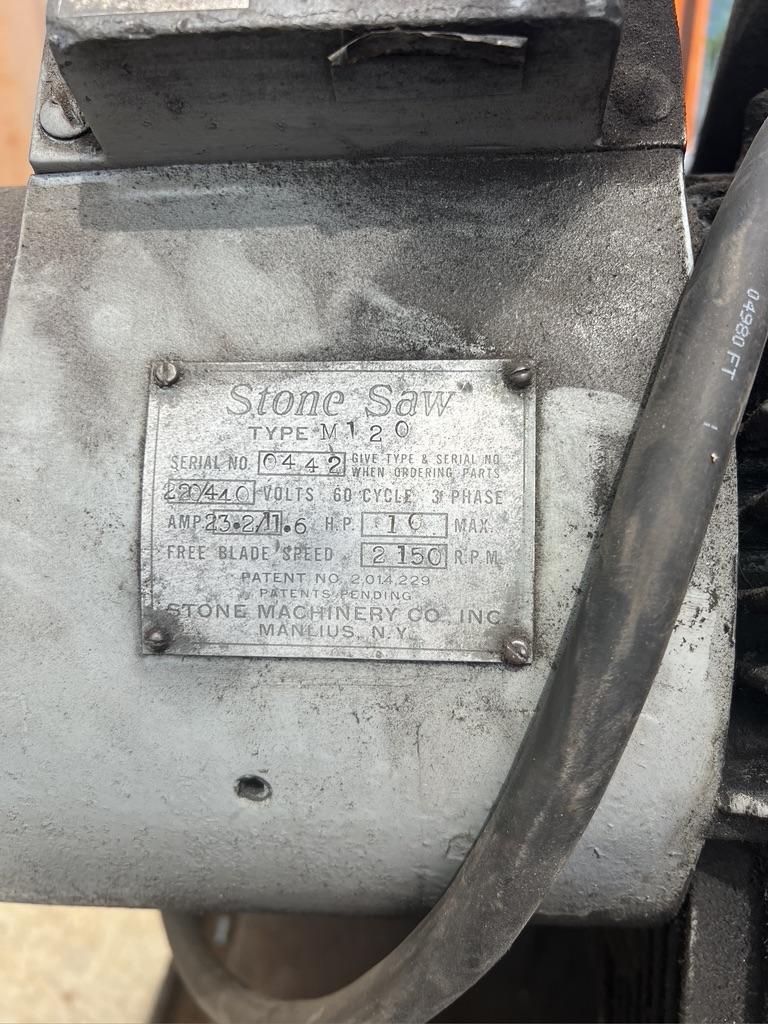 Stone Saw
TYPE M120
SERIAL NO. 0442 GIVE TYPE & SERIAL NO. WHEN ORDERING PARTS
220/440 VOLTS 60 CYCLE 3 PHASE
AMP 23.2/11.6 H.P. 10 MAX.
FREE BLADE SPEED 2150 R.P.M.
PATENT NO. 2,014,229
PATENTS PENDING
STONE MACHINERY CO. INC.
MANLIUS, N.Y.
04980 FT